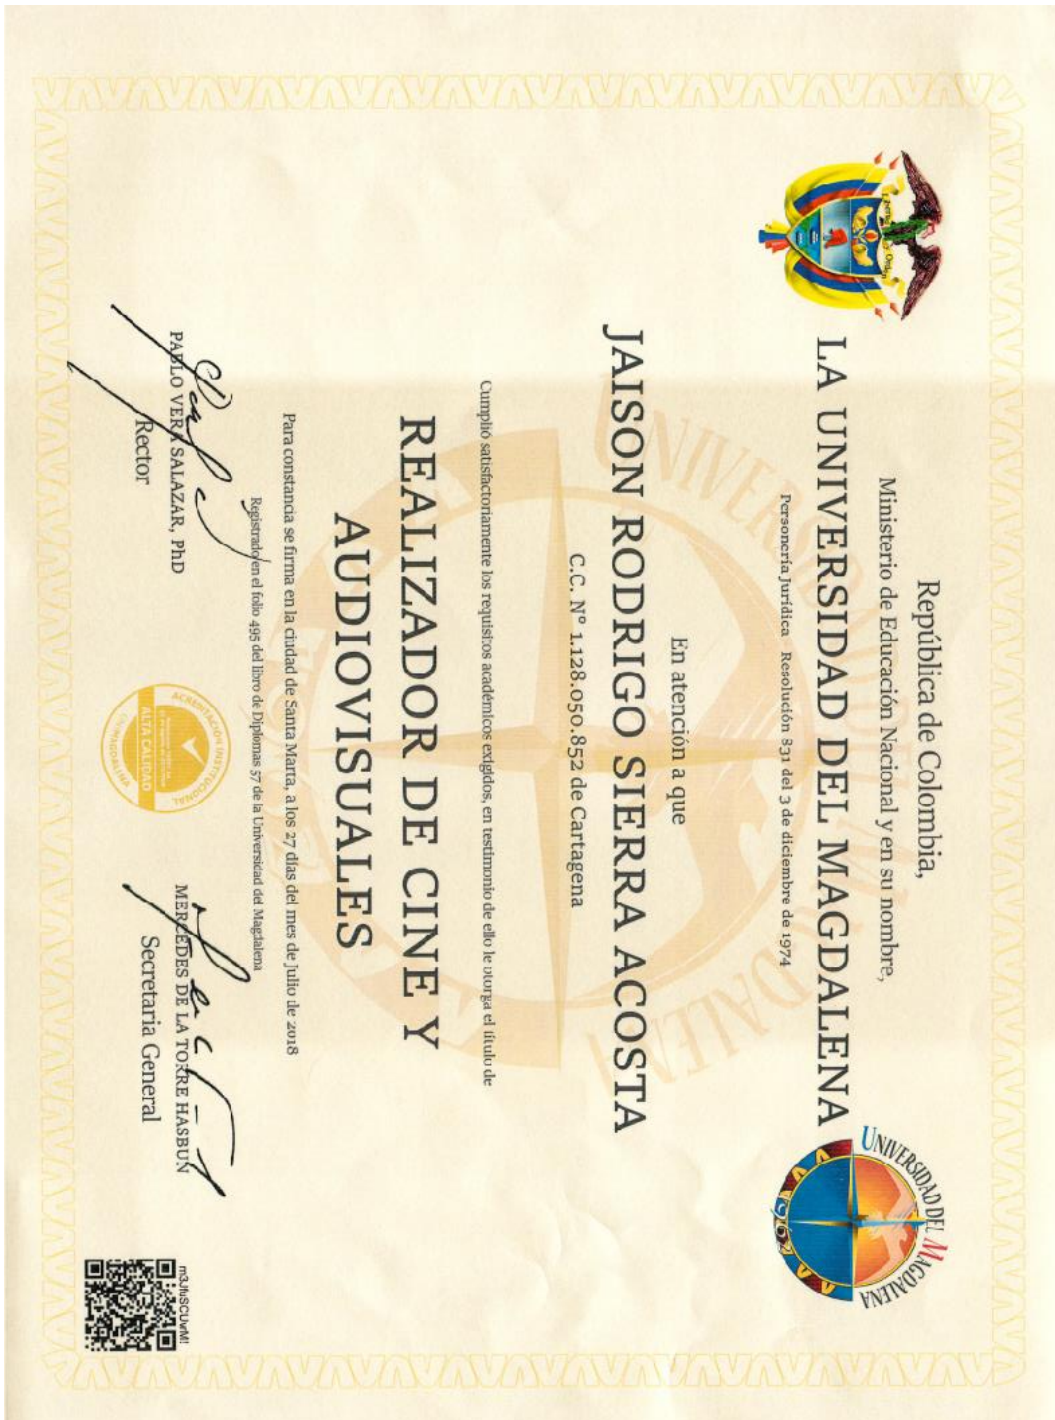 República de Colombia,
Ministerio de Educación Nacional y en su nombre,
LA UNIVERSIDAD DEL MAGDALENA
Personería Jurídica Resolución 831 del 3 de diciembre de 1974
En atención a que
JAISON RODRIGO SIERRA ACOSTA
C.C. Nº 1.128.050.852 de Cartagena
Cumplió satisfactoriamente los requisitos académicos exigidos, en testimonio de ello le otorga el título de
REALIZADOR DE CINE Y
AUDIOVISUALES
Para constancia se firma en la ciudad de Santa Marta, a los 27 días del mes de julio de 2018
Registrado en el folio 495 del libro de Diplomas 57 de la Universidad del Magdalena
PABLO VERA SALAZAR, PhD
Rector
MERCEDES DE LA TORRE HASBUN
Secretaria General
ACREDITACIÓN INSTITUCIONAL
ALTA CALIDAD
UNIVERSIDAD DEL MAGDALENA
1962
Libertad y Orden
m3JfuSCUvrM!